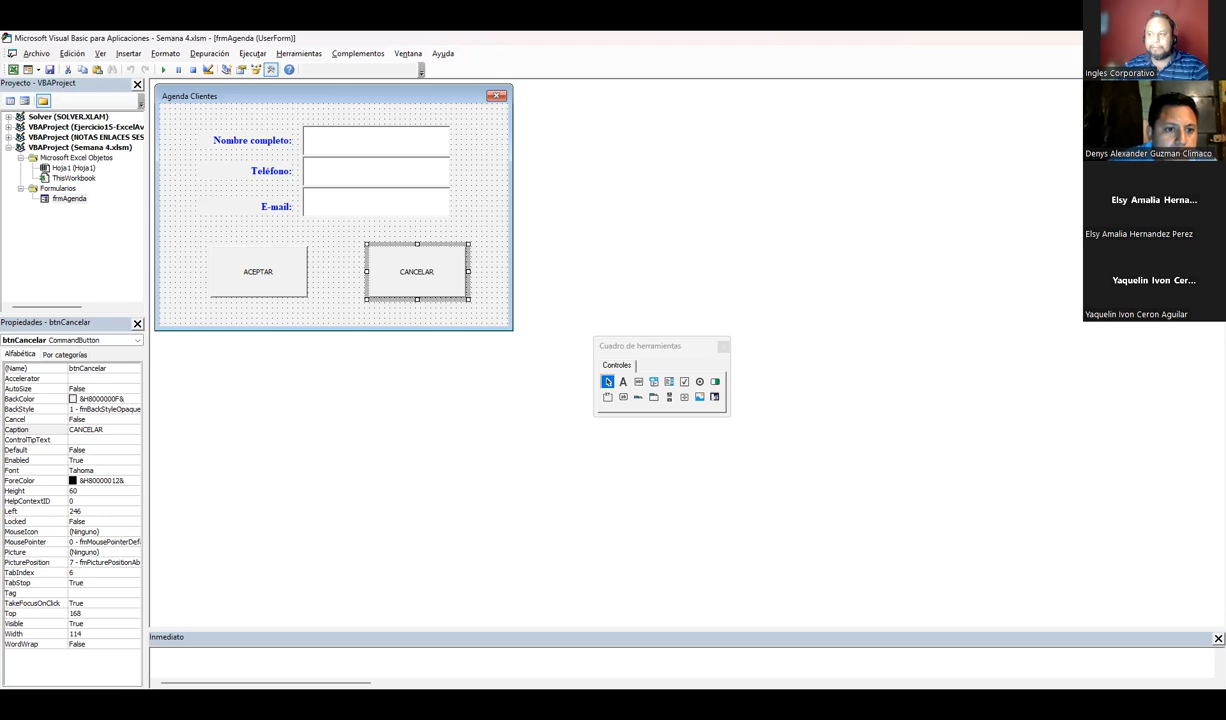 Microsoft Visual Basic para Aplicaciones - Semana 4.xlsm - [frmAgenda (UserForm)]
Archivo Edición Ver Insertar Formato Depuración Ejecutar Herramientas Complementos Ventana Ayuda
Proyecto - VBAProject
Solver (SOLVER.XLAM)
VBAProject (Ejercicio15-ExcelAv
VBAProject (NOTAS ENLACES SES
VBAProject (Semana 4.xlsm)
Microsoft Excel Objetos
Hoja1 (Hoja1)
ThisWorkbook
Formularios
frmAgenda
Propiedades - btnCancelar
btnCancelar CommandButton
Alfabética Por categorías
(Name) btnCancelar
Accelerator
AutoSize False
BackColor &H8000000F&
BackStyle 1 - fmBackStyleOpaque
Cancel False
Caption CANCELAR
ControlTipText
Default False
Enabled True
Font Tahoma
ForeColor &H80000012&
Height 60
HelpContextID 0
Left 246
Locked False
MouseIcon (Ninguno)
MousePointer 0 - fmMousePointerDef
Picture (Ninguno)
PicturePosition 7 - fmPicturePositionAb
TabIndex 6
TabStop True
Tag
TakeFocusOnClick True
Top 168
Visible True
Width 114
WordWrap False
Agenda Clientes
Nombre completo:
Teléfono:
E-mail:
ACEPTAR CANCELAR
Cuadro de herramientas
Controles
Inmediato
Ingles Corporativo
Denys Alexander Guzman Climaco
Elsy Amalia Herna...
Elsy Amalia Hernandez Perez
Yaquelin Ivon Cer...
Yaquelin Ivon Ceron Aguilar